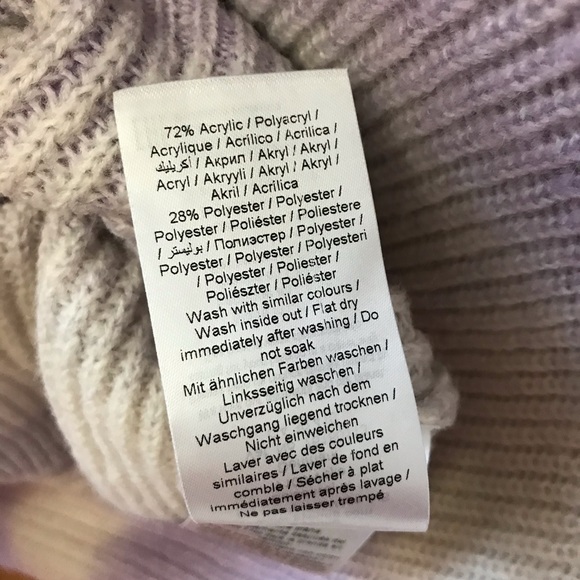 72% Acrylic / Polyacryl /
Acrylique / Acrílico / Acrilica /
أكريليك / Акрил / Akryl / Akryl /
Acryl / Akryyli / Akryl / Akryl /
Akril / Acrílica
28% Polyester / Polyester /
Polyester / Poliéster / Poliestere
/ بوليستر / Полиэстер / Polyester /
Polyester / Polyester / Polyesteri
/ Polyester / Poliester /
Poliészter / Poliéster
Wash with similar colours /
Wash inside out / Flat dry
immediately after washing / Do
not soak
Mit ähnlichen Farben waschen /
Linksseitig waschen /
Unverzüglich nach dem
Waschgang liegend trocknen /
Nicht einweichen
Laver avec des couleurs
similaires / Laver de fond en
comble / Sécher à plat
immédiatement après lavage /
Ne pas laisser trempé